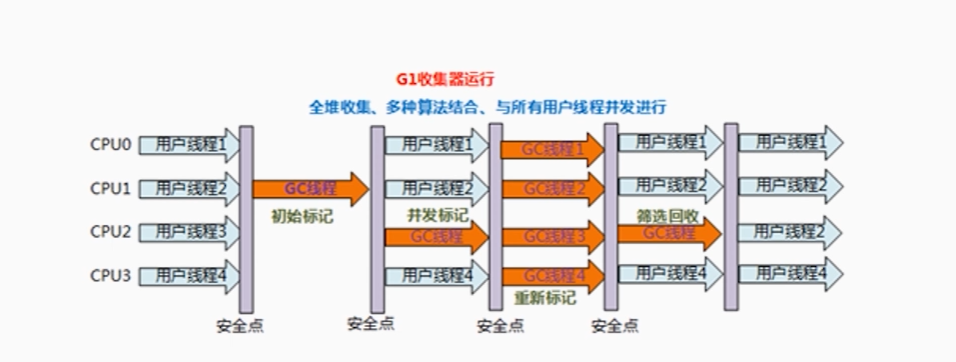 G1收集器运行
全堆收集、多种算法结合、与所有用户线程并发进行
CPU0 用户线程1 用户线程1 GC线程1 用户线程1 用户线程1
CPU1 用户线程2 GC线程 用户线程2 GC线程2 用户线程2 用户线程2
初始标记 并发标记 筛选回收
CPU2 用户线程3 GC线程 GC线程3 GC线程 用户线程2
CPU3 用户线程4 用户线程4 GC线程4 用户线程4 用户线程4
重新标记
安全点 安全点 安全点 安全点